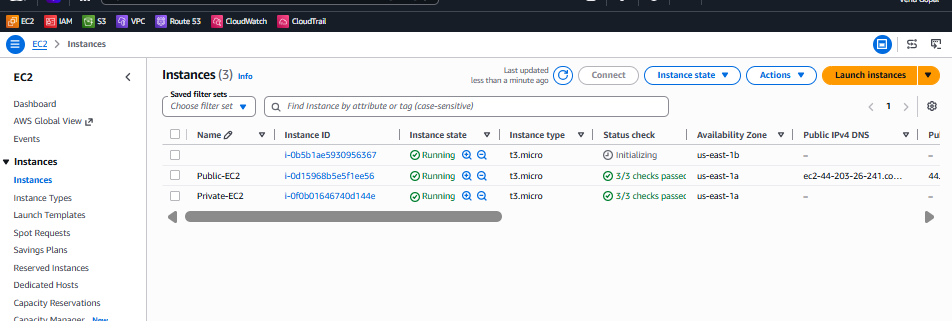 EC2 IAM S3 VPC Route 53 CloudWatch CloudTrail
EC2 > Instances
EC2
Dashboard
AWS Global View
Events
Instances
Instances
Instance Types
Launch Templates
Spot Requests
Savings Plans
Reserved Instances
Dedicated Hosts
Capacity Reservations
Capacity Manager New
Instances (3) Info
Last updated
less than a minute ago
Connect
Instance state
Actions
Launch instances
Saved filter sets
Choose filter set
Find Instance by attribute or tag (case-sensitive)
1
Name Instance ID Instance state Instance type Status check Availability Zone Public IPv4 DNS
i-0b5b1ae5930956367 Running t3.micro Initializing us-east-1b –
Public-EC2 i-0d15968b5e5f1ee56 Running t3.micro 3/3 checks passed us-east-1a ec2-44-203-26-241.co... 44.
Private-EC2 i-0f0b01646740d144e Running t3.micro 3/3 checks passed us-east-1a –